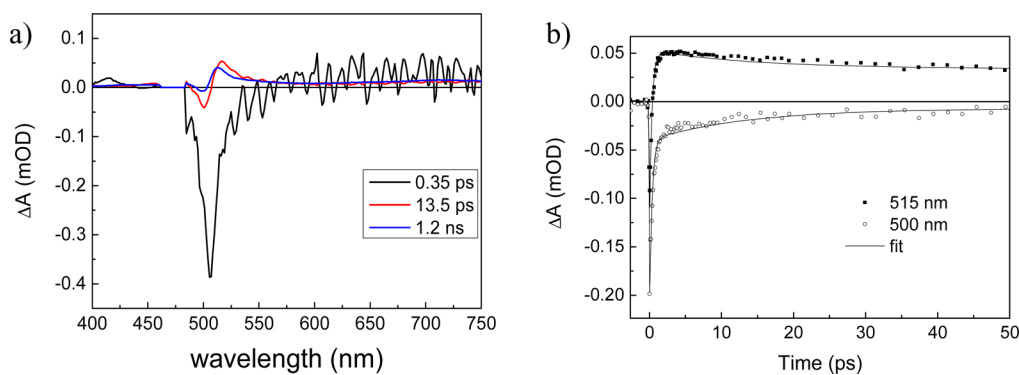 a)
0.1
0.0
-0.1
-0.2
-0.3
-0.4
ΔA (mOD)
0.35 ps
13.5 ps
1.2 ns
400 450 500 550 600 650 700 750
wavelength (nm)
b)
0.05
0.00
-0.05
-0.10
-0.15
-0.20
ΔA (mOD)
515 nm
500 nm
fit
0 10 20 30 40 50
Time (ps)